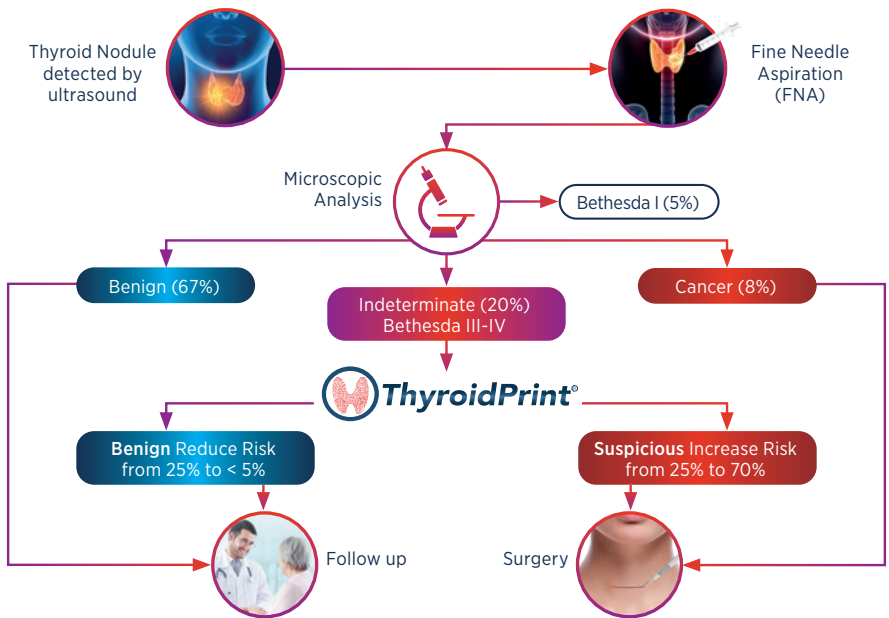 Thyroid Nodule
detected by
ultrasound
Fine Needle
Aspiration
(FNA)
Microscopic
Analysis
Bethesda I (5%)
Benign (67%)
Indeterminate (20%)
Bethesda III-IV
Cancer (8%)
ThyroidPrint®
Benign Reduce Risk
from 25% to < 5%
Suspicious Increase Risk
from 25% to 70%
Follow up
Surgery